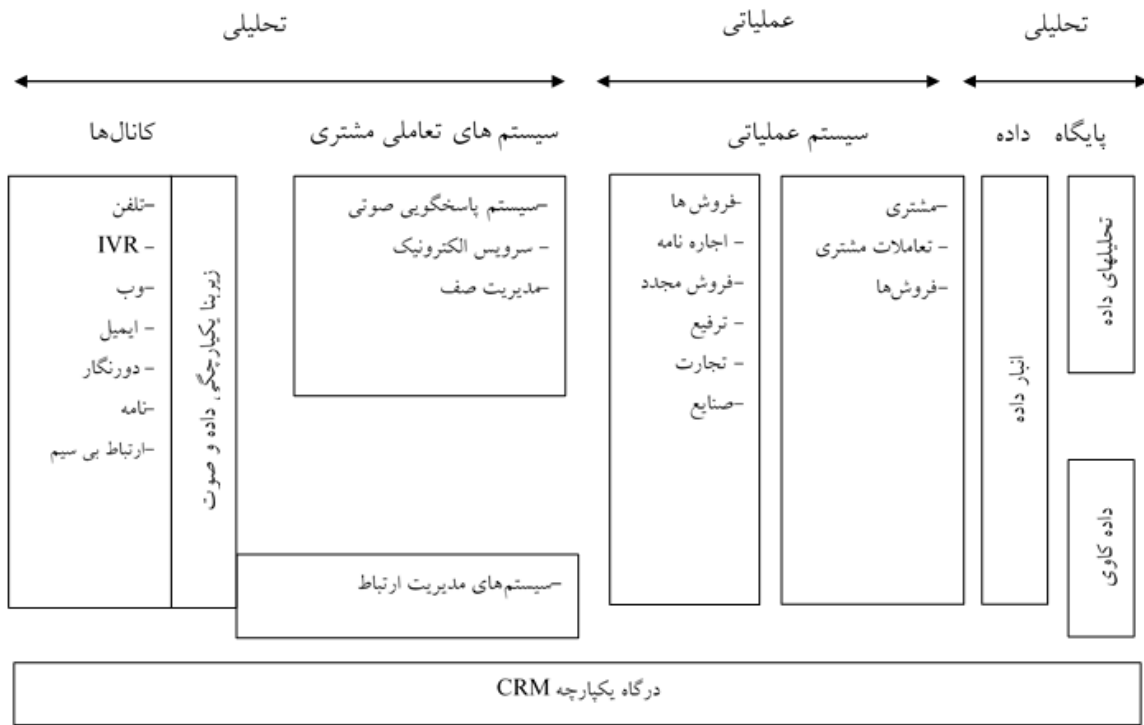 تحلیلی
عملیاتی
تحلیلی
پایگاه داده
سیستم عملیاتی
سیستم های تعاملی مشتری
کانال‌ها
تحلیلهای داده
داده کاوی
انبار داده
–مشتری
– تعاملات مشتری
–فروش‌ها
–فروش‌ها
– اجاره نامه
–فروش مجدد
– ترفیع
– تجارت
–صنایع
–سیستم پاسخگویی صوتی
– سرویس الکترونیک
–مدیریت صف
–سیستم‌های مدیریت ارتباط
زیربنا یکپارچگی داده و صوت
–تلفن
– IVR
–وب
– ایمیل
– دورنگار
–نامه
–ارتباط بی سیم
درگاه یکپارچه CRM